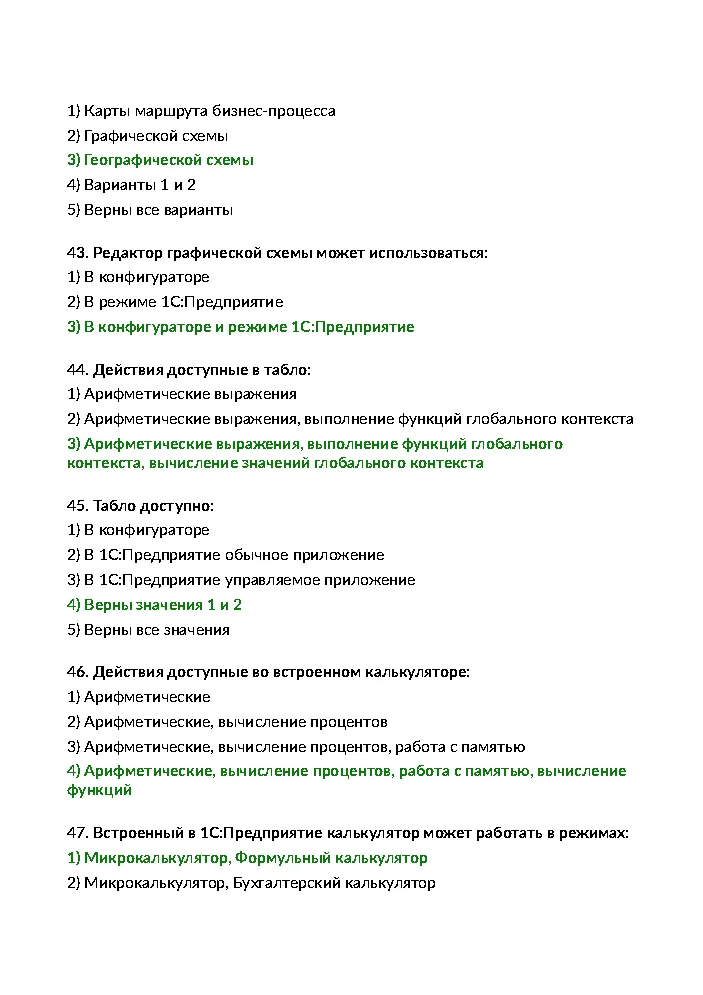 1) Карты маршрута бизнес-процесса
2) Графической схемы
3) Географической схемы
4) Варианты 1 и 2
5) Верны все варианты
43. Редактор графической схемы может использоваться:
1) В конфигураторе
2) В режиме 1С:Предприятие
3) В конфигураторе и режиме 1С:Предприятие
44. Действия доступные в табло:
1) Арифметические выражения
2) Арифметические выражения, выполнение функций глобального контекста
3) Арифметические выражения, выполнение функций глобального
контекста, вычисление значений глобального контекста
45. Табло доступно:
1) В конфигураторе
2) В 1С:Предприятие обычное приложение
3) В 1С:Предприятие управляемое приложение
4) Верны значения 1 и 2
5) Верны все значения
46. Действия доступные во встроенном калькуляторе:
1) Арифметические
2) Арифметические, вычисление процентов
3) Арифметические, вычисление процентов, работа с памятью
4) Арифметические, вычисление процентов, работа с памятью, вычисление
функций
47. Встроенный в 1С:Предприятие калькулятор может работать в режимах:
1) Микрокалькулятор, Формульный калькулятор
2) Микрокалькулятор, Бухгалтерский калькулятор